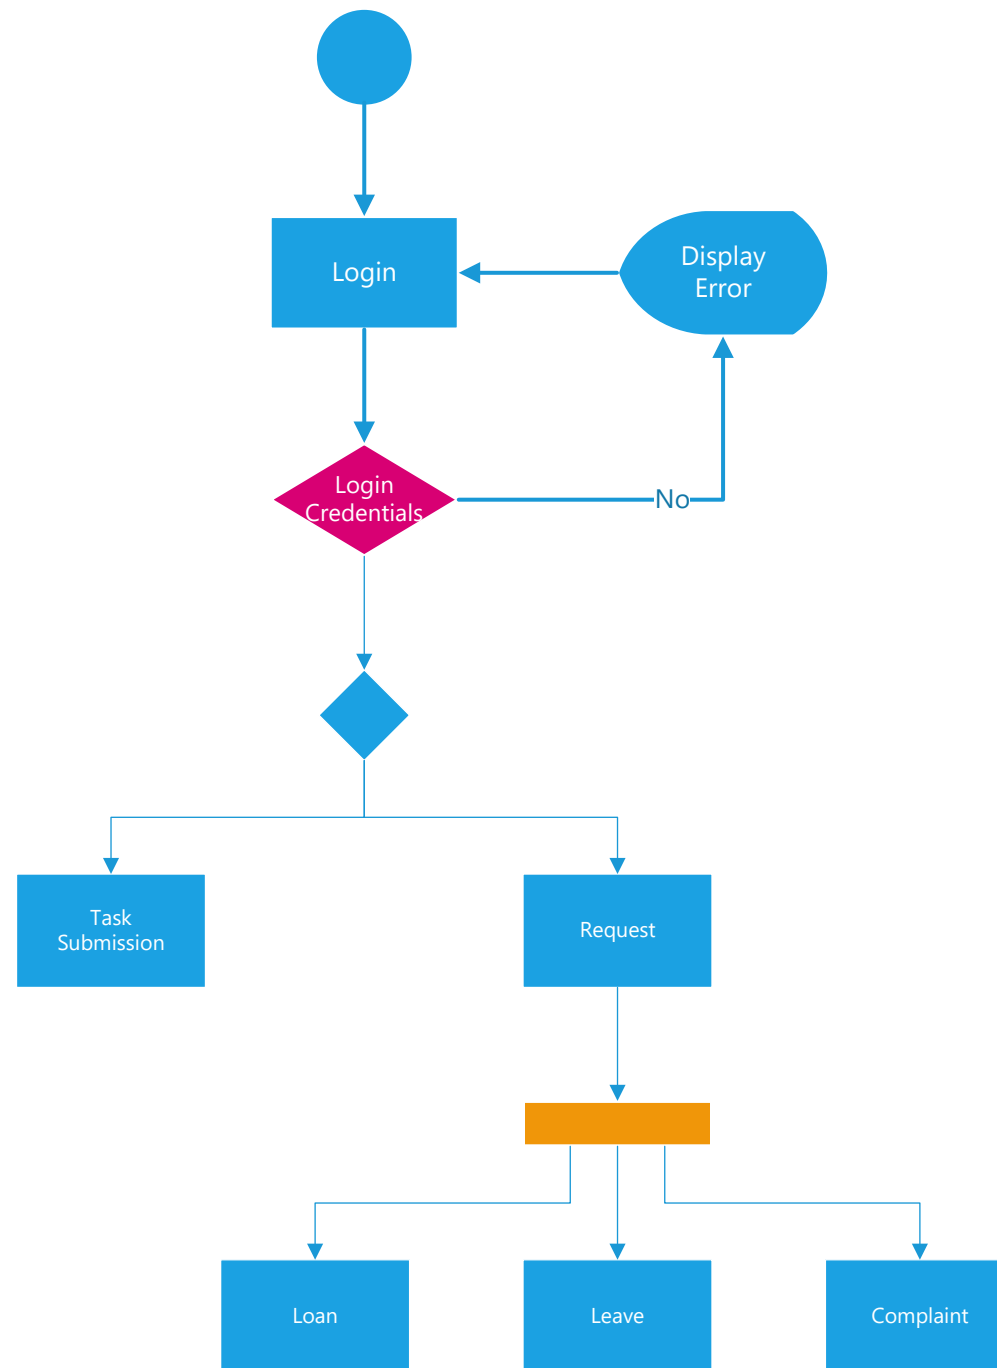 Login
Display
Error
Login
Credentials
No
Task
Submission
Request
Loan
Leave
Complaint